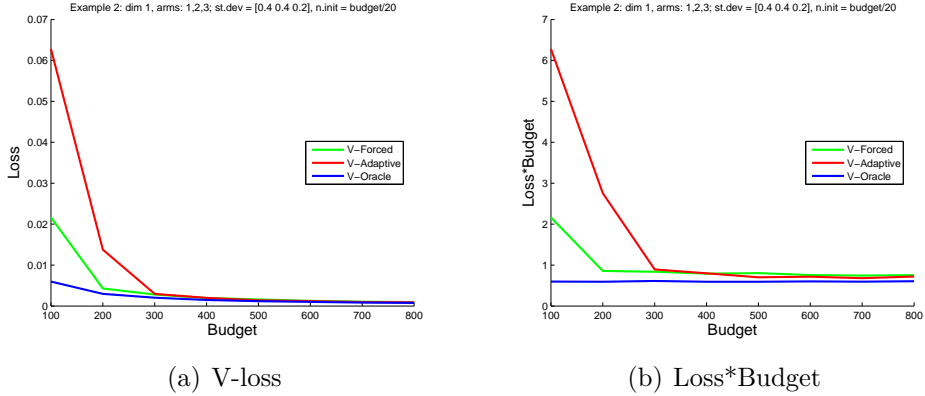 Example 2: dim 1, arms: 1,2,3; st.dev = [0.4 0.4 0.2], n.init = budget/20
0.07
0.06
0.05
0.04
0.03
0.02
0.01
0
Loss
V-Forced
V-Adaptive
V-Oracle
100 200 300 400 500 600 700 800
Budget
(a) V-loss
Example 2: dim 1, arms: 1,2,3; st.dev = [0.4 0.4 0.2], n.init = budget/20
7
6
5
4
3
2
1
0
Loss*Budget
V-Forced
V-Adaptive
V-Oracle
100 200 300 400 500 600 700 800
Budget
(b) Loss*Budget